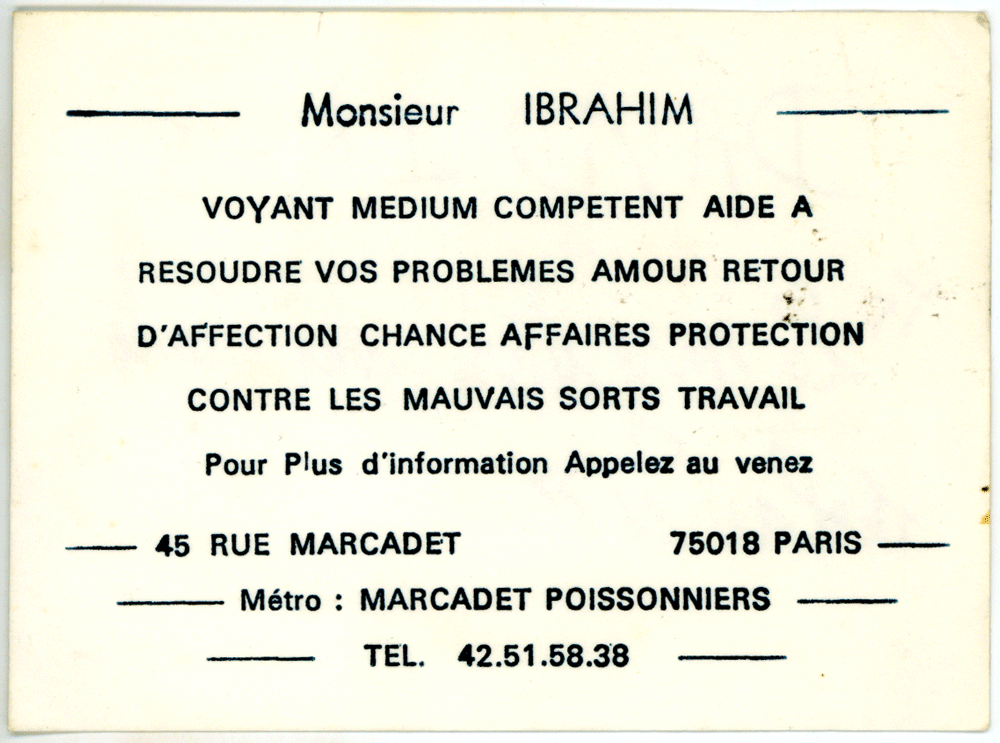 Monsieur IBRAHIM
VOYANT MEDIUM COMPETENT AIDE A
RESOUDRE VOS PROBLEMES AMOUR RETOUR
D'AFFECTION CHANCE AFFAIRES PROTECTION
CONTRE LES MAUVAIS SORTS TRAVAIL
Pour Plus d'information Appelez au venez
45 RUE MARCADET 75018 PARIS
Métro : MARCADET POISSONNIERS
TEL. 42.51.58.38